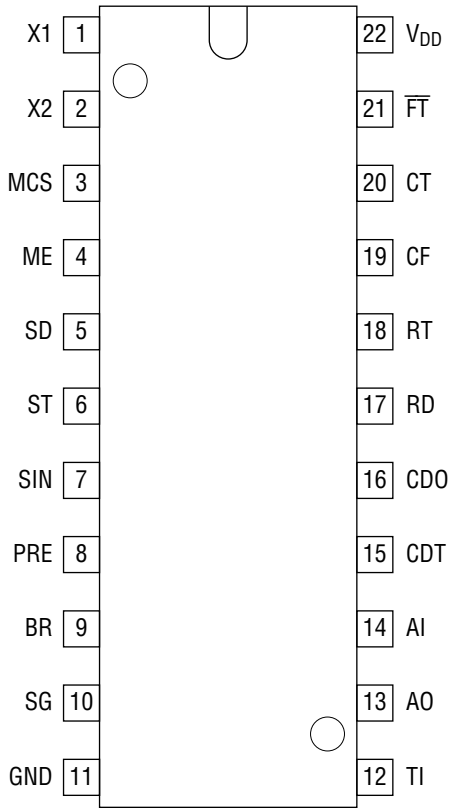 X1 1 22 VDD
X2 2 21 F̅T̅
MCS 3 20 CT
ME 4 19 CF
SD 5 18 RT
ST 6 17 RD
SIN 7 16 CDO
PRE 8 15 CDT
BR 9 14 AI
SG 10 13 AO
GND 11 12 TI